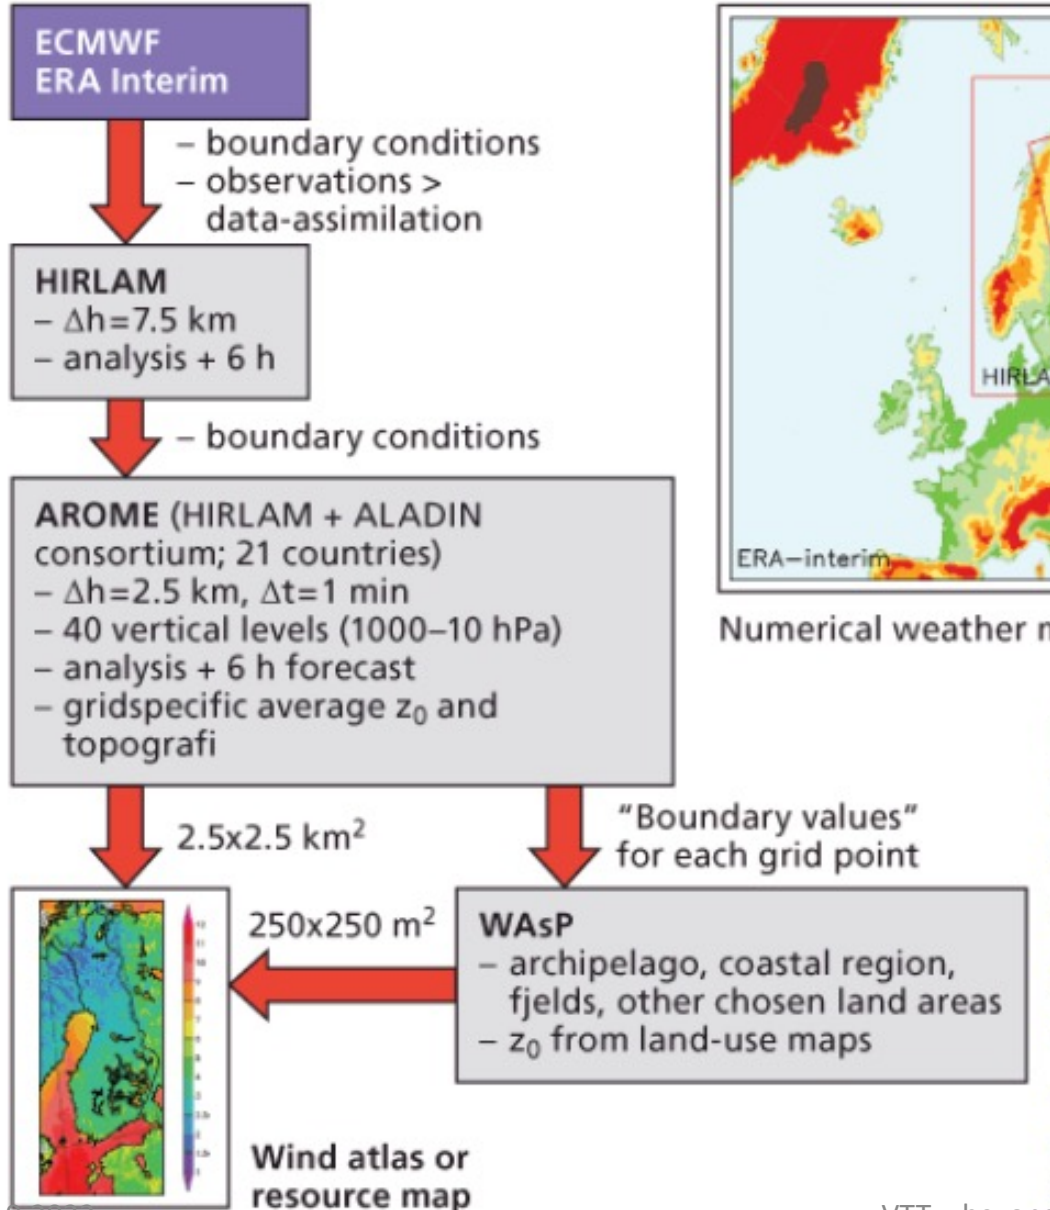 ECMWF
ERA Interim
– boundary conditions
– observations >
data-assimilation
HIRLAM
– Δh=7.5 km
– analysis + 6 h
– boundary conditions
AROME (HIRLAM + ALADIN
consortium; 21 countries)
– Δh=2.5 km, Δt=1 min
– 40 vertical levels (1000–10 hPa)
– analysis + 6 h forecast
– gridspecific average z₀ and
topografi
2.5x2.5 km²
"Boundary values"
for each grid point
250x250 m²
WAsP
– archipelago, coastal region,
fjelds, other chosen land areas
– z₀ from land-use maps
Wind atlas or
resource map
HIRLA
ERA–interim
Numerical weather
VTT